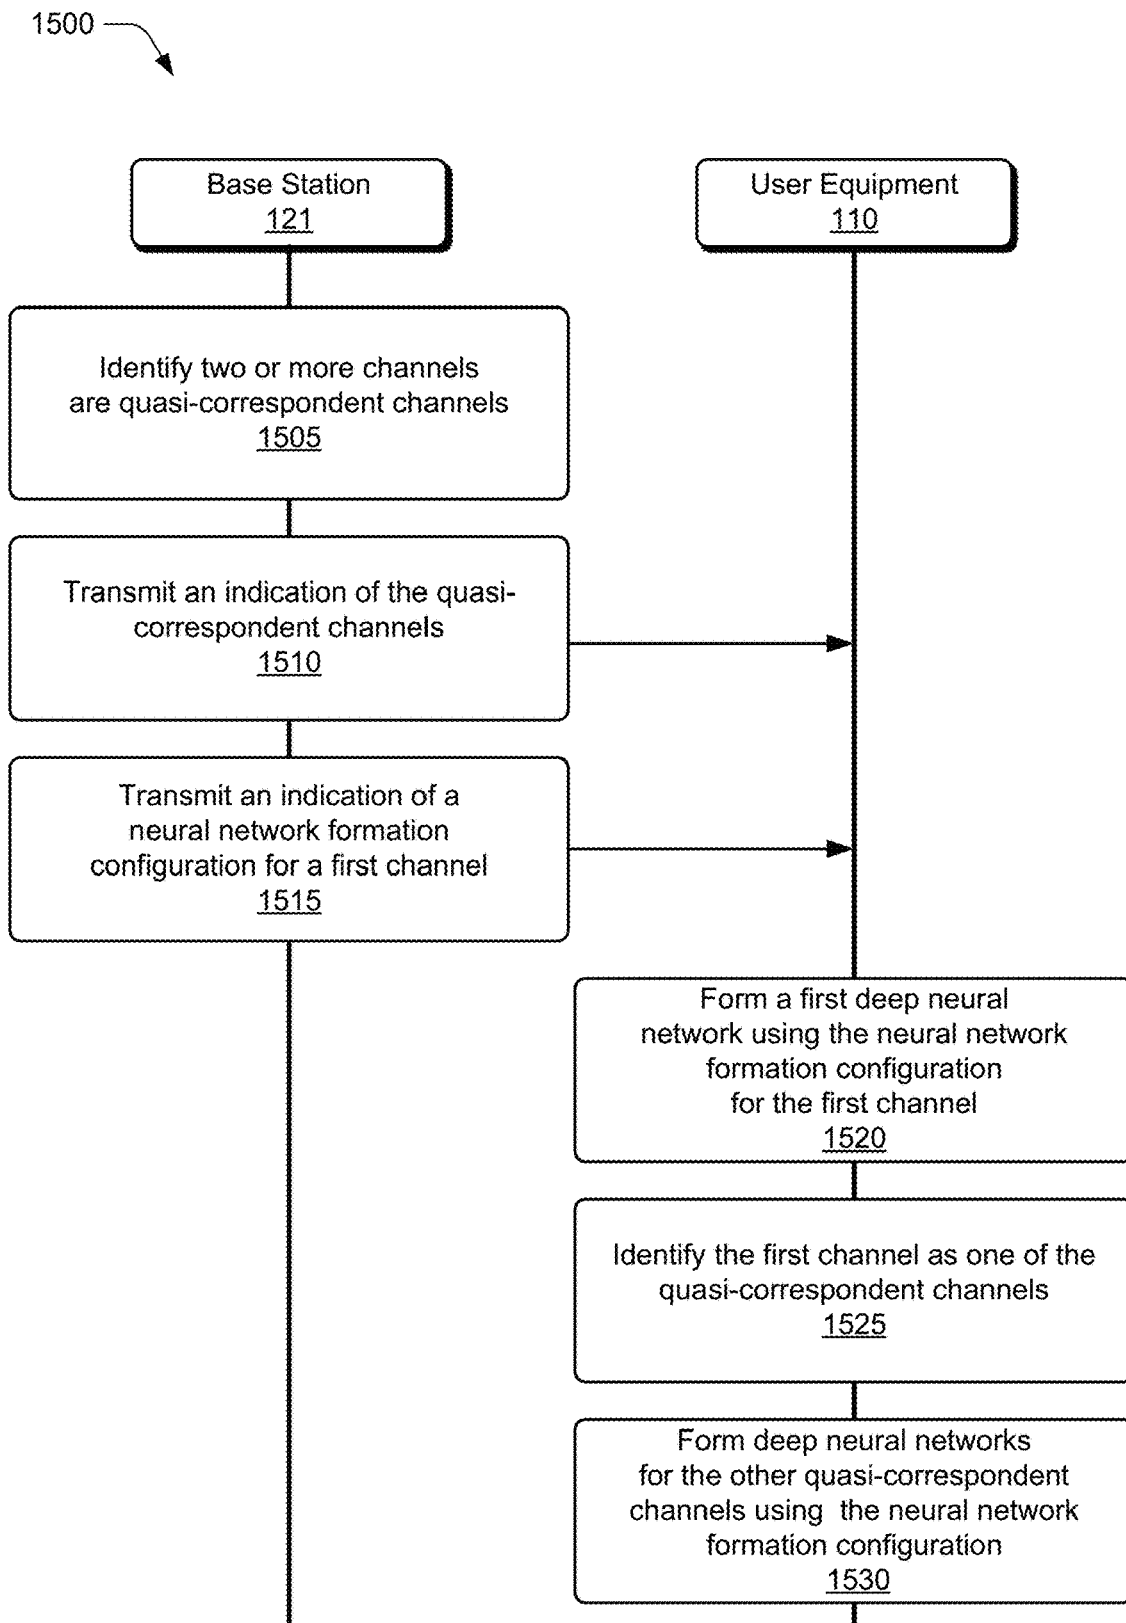 1500
Base Station
121
User Equipment
110
Identify two or more channels
are quasi-correspondent channels
1505
Transmit an indication of the quasi-
correspondent channels
1510
Transmit an indication of a
neural network formation
configuration for a first channel
1515
Form a first deep neural
network using the neural network
formation configuration
for the first channel
1520
Identify the first channel as one of the
quasi-correspondent channels
1525
Form deep neural networks
for the other quasi-correspondent
channels using the neural network
formation configuration
1530